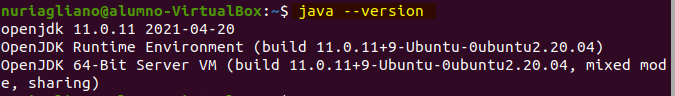 nuriagliano@alumno-VirtualBox:~$ java --version
openjdk 11.0.11 2021-04-20
OpenJDK Runtime Environment (build 11.0.11+9-Ubuntu-0ubuntu2.20.04)
OpenJDK 64-Bit Server VM (build 11.0.11+9-Ubuntu-0ubuntu2.20.04, mixed mod
e, sharing)